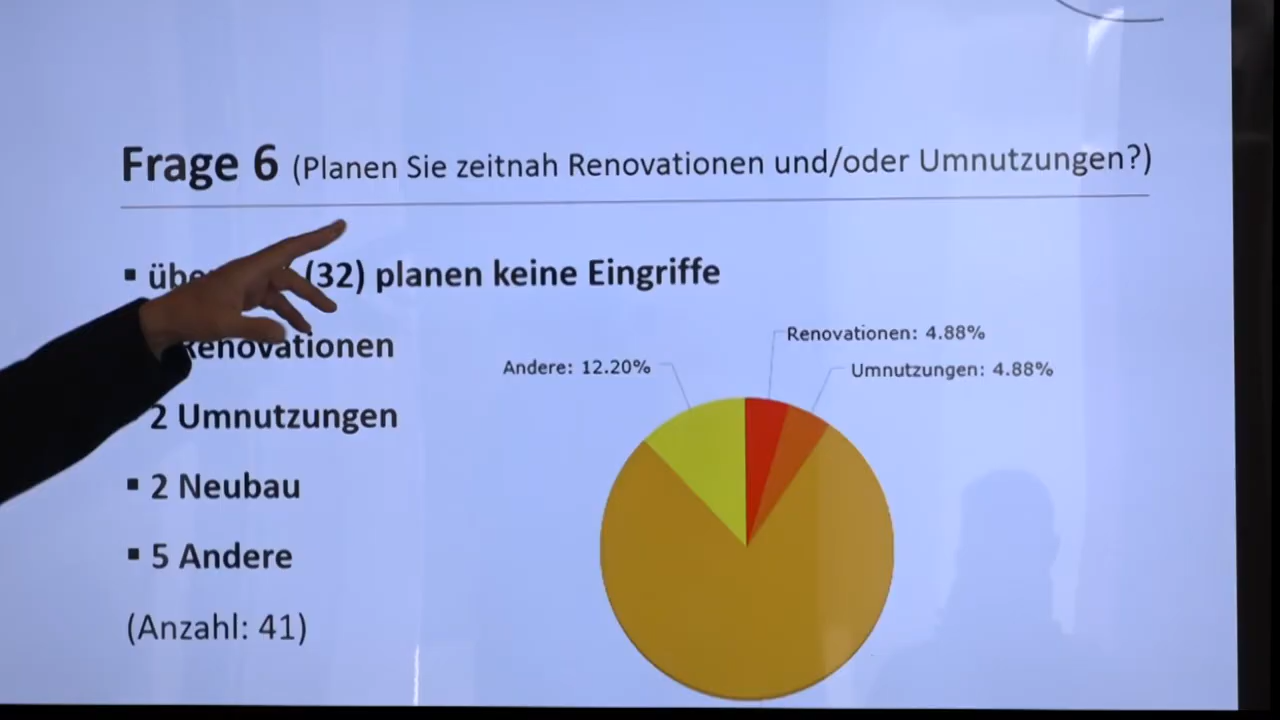 Frage 6 (Planen Sie zeitnah Renovationen und/oder Umnutzungen?)
▪ (32) planen keine Eingriffe
Renovationen
2 Umnutzungen
▪ 2 Neubau
▪ 5 Andere
(Anzahl: 41)
Renovationen: 4.88%
Andere: 12.20%
Umnutzungen: 4.88%